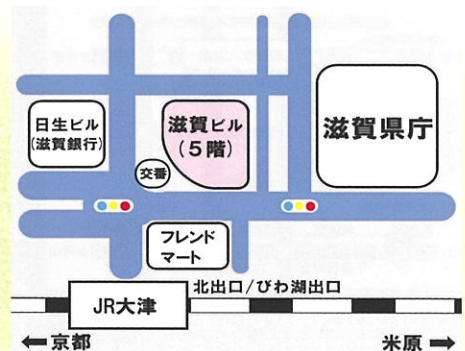 日生ビル
(滋賀銀行)
滋賀ビル
(5階)
滋賀県庁
交番
フレンド
マート
北出口/びわ湖出口
JR大津
←京都
米原→